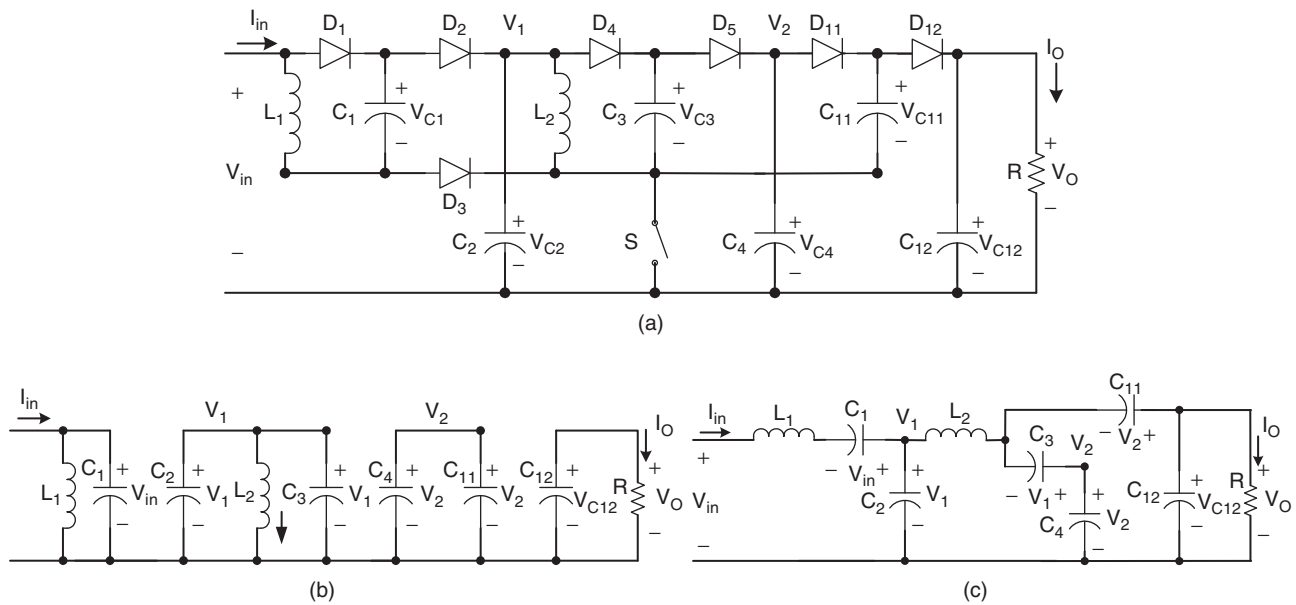 I_in D_1 D_2 V_1 D_4 D_5 V_2 D_11 D_12 I_O
+ L_1 C_1 + V_C1 − L_2 C_3 + V_C3 − C_11 + V_C11 −
V_in D_3 R + V_O −
− C_2 + V_C2 − S C_4 + V_C4 − C_12 + V_C12 −
(a)
I_in V_1 V_2 I_O
L_1 C_1 + V_in − C_2 + V_1 − L_2 C_3 + V_1 − C_4 + V_2 − C_11 + V_2 − C_12 + V_C12 − R + V_O −
(b)
I_in L_1 C_1 V_1 L_2 C_11 I_O
+ − V_in + C_3 V_2 − V_2 +
V_in C_2 + V_1 − − V_1 + C_4 + V_2 − C_12 + V_C12 − R + V_O −
−
(c)